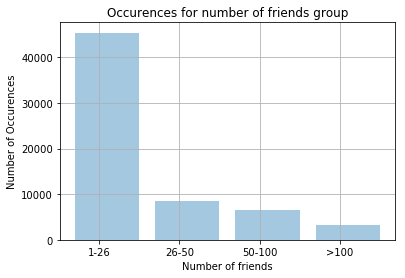 Occurences for number of friends group
Number of Occurences
40000
30000
20000
10000
0
1-26 26-50 50-100 >100
Number of friends